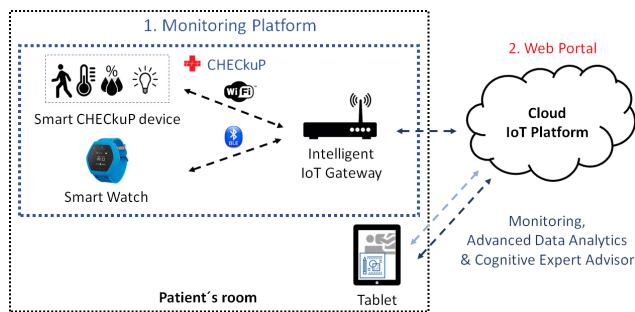 1. Monitoring Platform
CHECkuP
2. Web Portal
%
WiFi
Smart CHECkuP device
Cloud
IoT Platform
BLE
Intelligent
IoT Gateway
Smart Watch
Monitoring,
Advanced Data Analytics
& Cognitive Expert Advisor
Patient´s room
Tablet